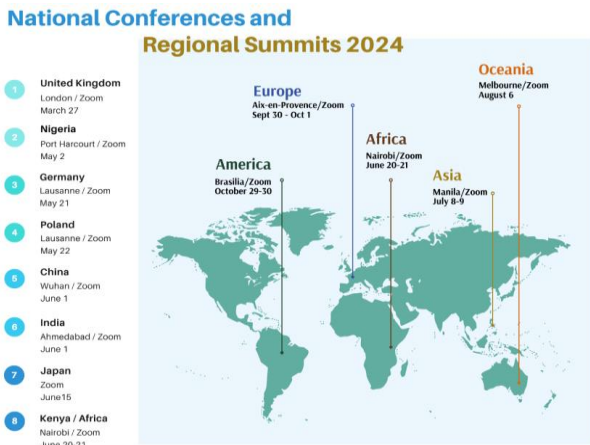 National Conferences and
Regional Summits 2024
1
United Kingdom
London / Zoom
March 27
2
Nigeria
Port Harcourt / Zoom
May 2
3
Germany
Lausanne / Zoom
May 21
4
Poland
Lausanne / Zoom
May 22
5
China
Wuhan / Zoom
June 1
6
India
Ahmedabad / Zoom
June 1
7
Japan
Zoom
June15
8
Kenya / Africa
Nairobi / Zoom
June 20-21
America
Brasilia/Zoom
October 29-30
Europe
Aix-en-Provence/Zoom
Sept 30 - Oct 1
Africa
Nairobi/Zoom
June 20-21
Asia
Manila/Zoom
July 8-9
Oceania
Melbourne/Zoom
August 6